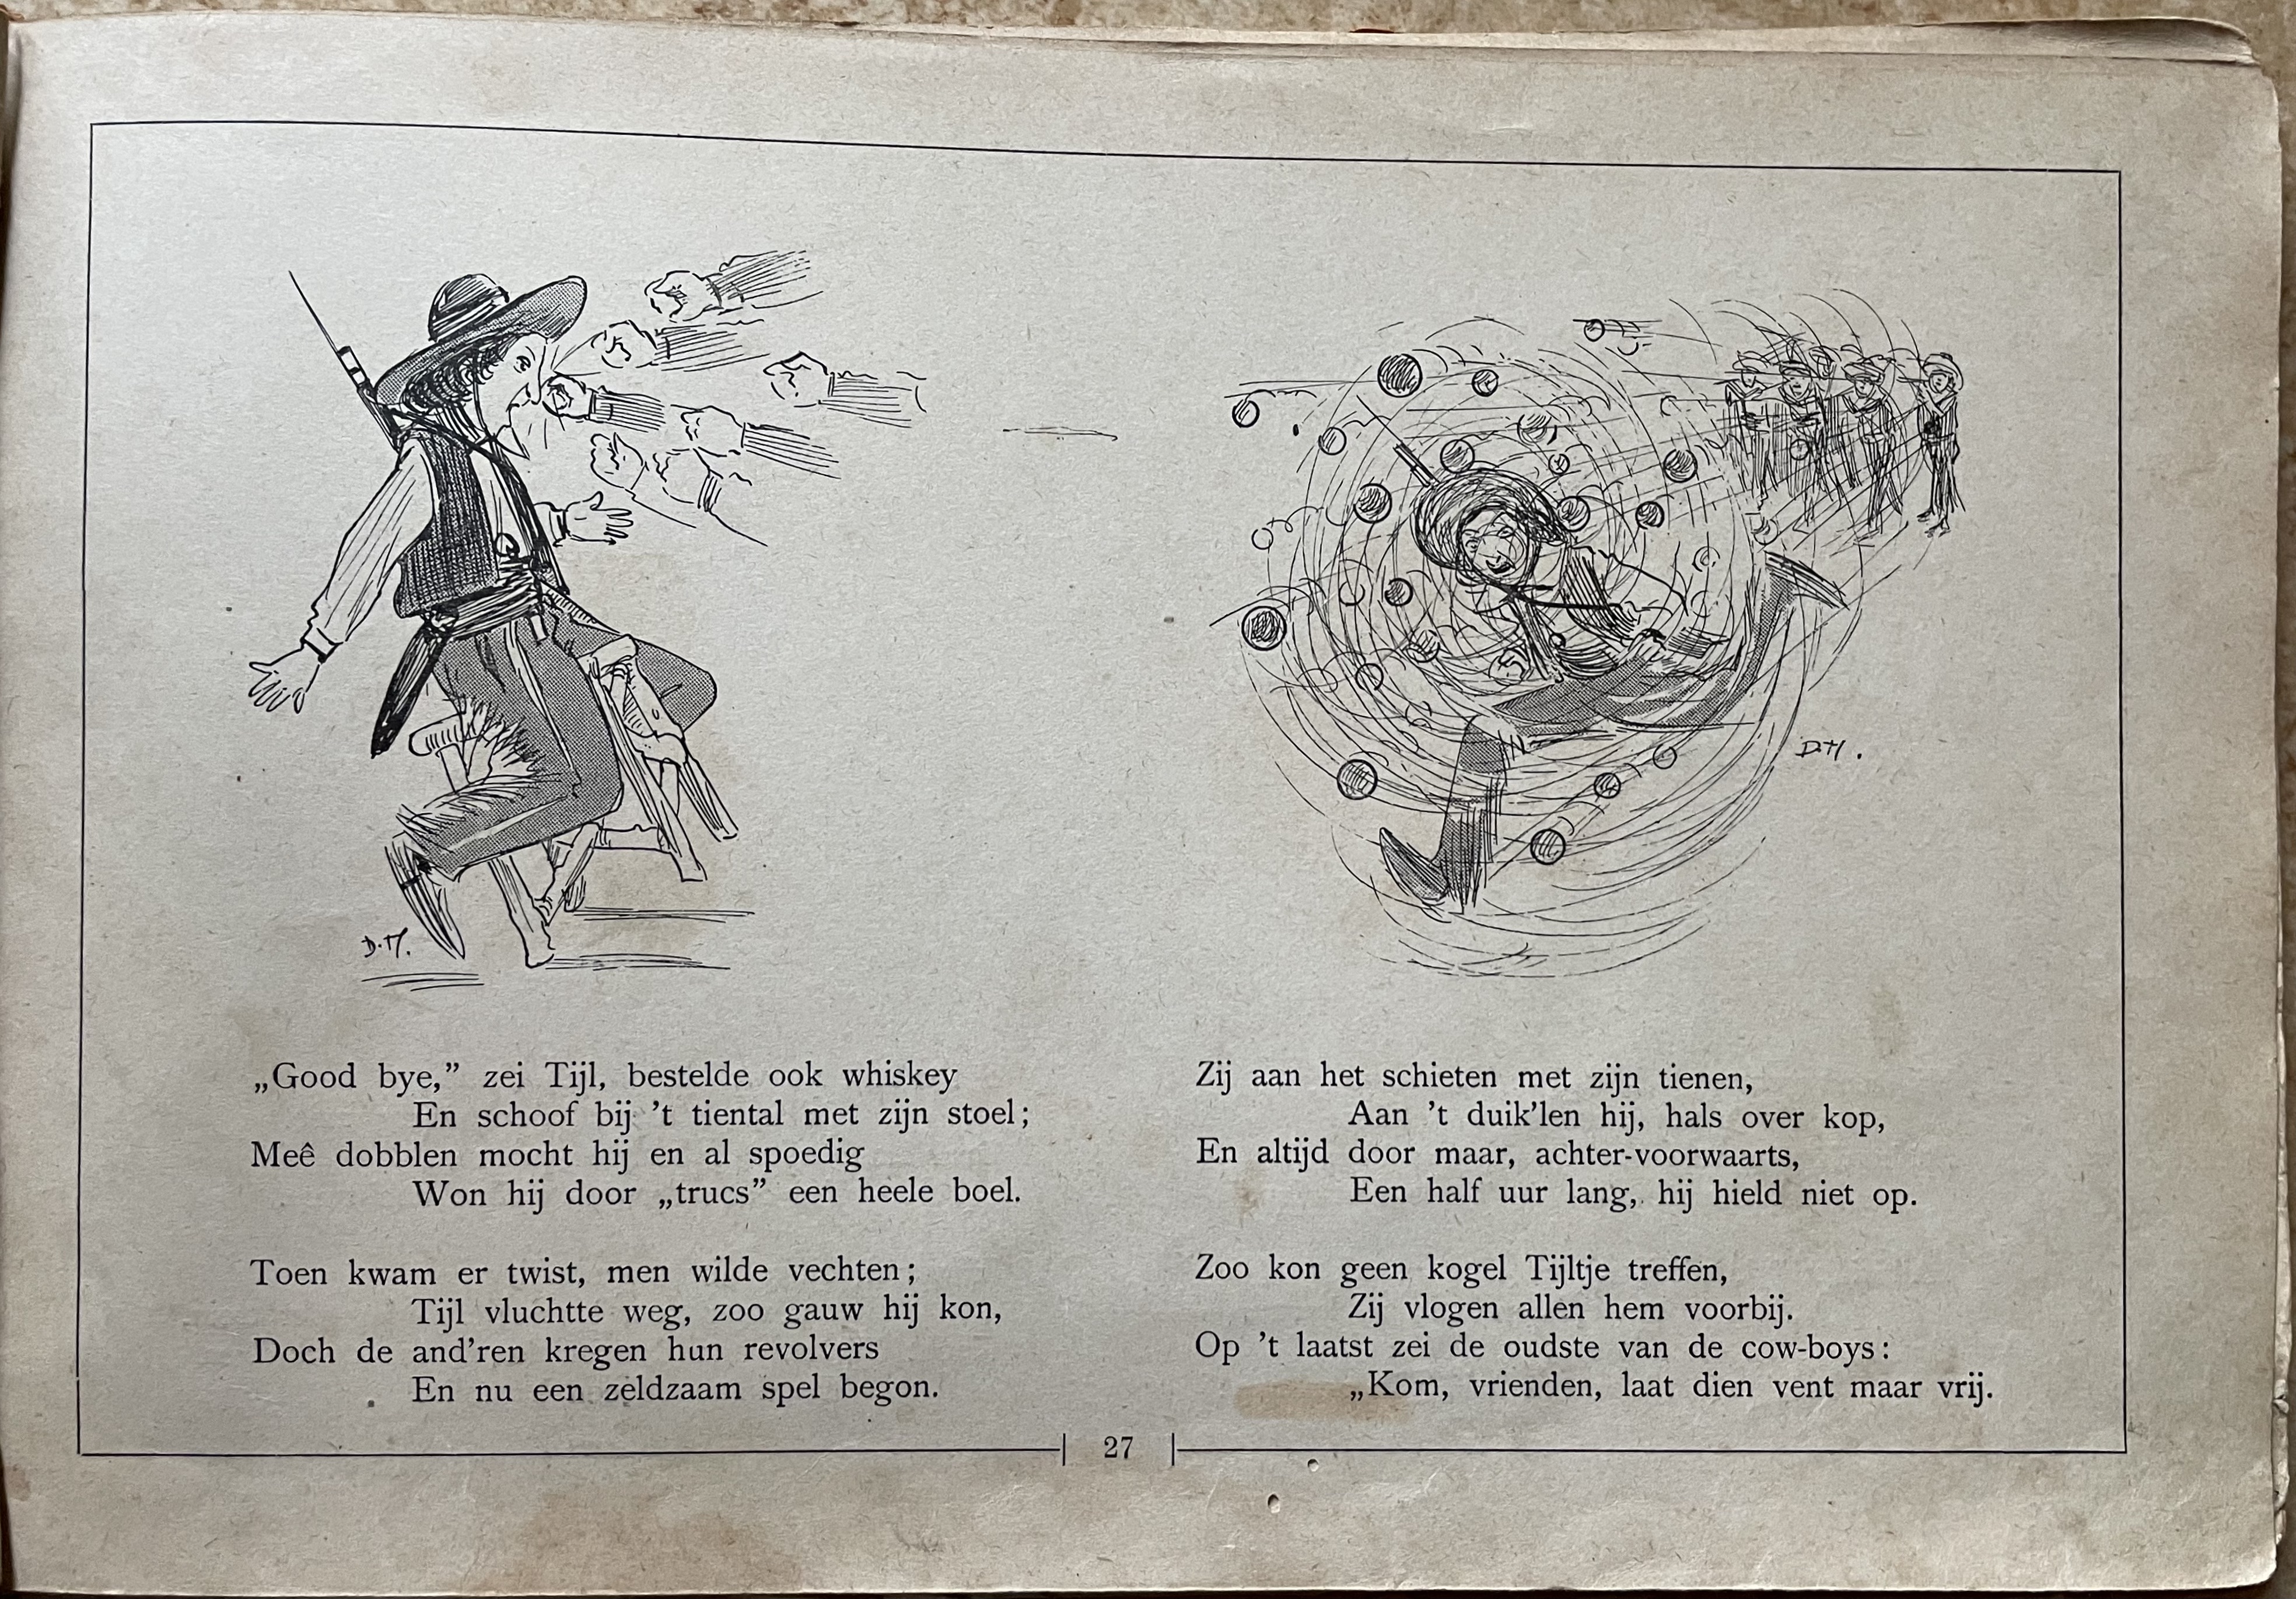 „Good bye,” zei Tijl, bestelde ook whiskey
En schoof bij ’t tiental met zijn stoel;
Meê dobblen mocht hij en al spoedig
Won hij door „trucs” een heele boel.
Toen kwam er twist, men wilde vechten;
Tijl vluchtte weg, zoo gauw hij kon,
Doch de and’ren kregen hun revolvers
En nu een zeldzaam spel begon.
D.M.
Zij aan het schieten met zijn tienen,
Aan ’t duik’len hij, hals over kop,
En altijd door maar, achter-voorwaarts,
Een half uur lang, hij hield niet op.
Zoo kon geen kogel Tijltje treffen,
Zij vlogen allen hem voorbij.
Op ’t laatst zei de oudste van de cow-boys:
„Kom, vrienden, laat dien vent maar vrij.
27